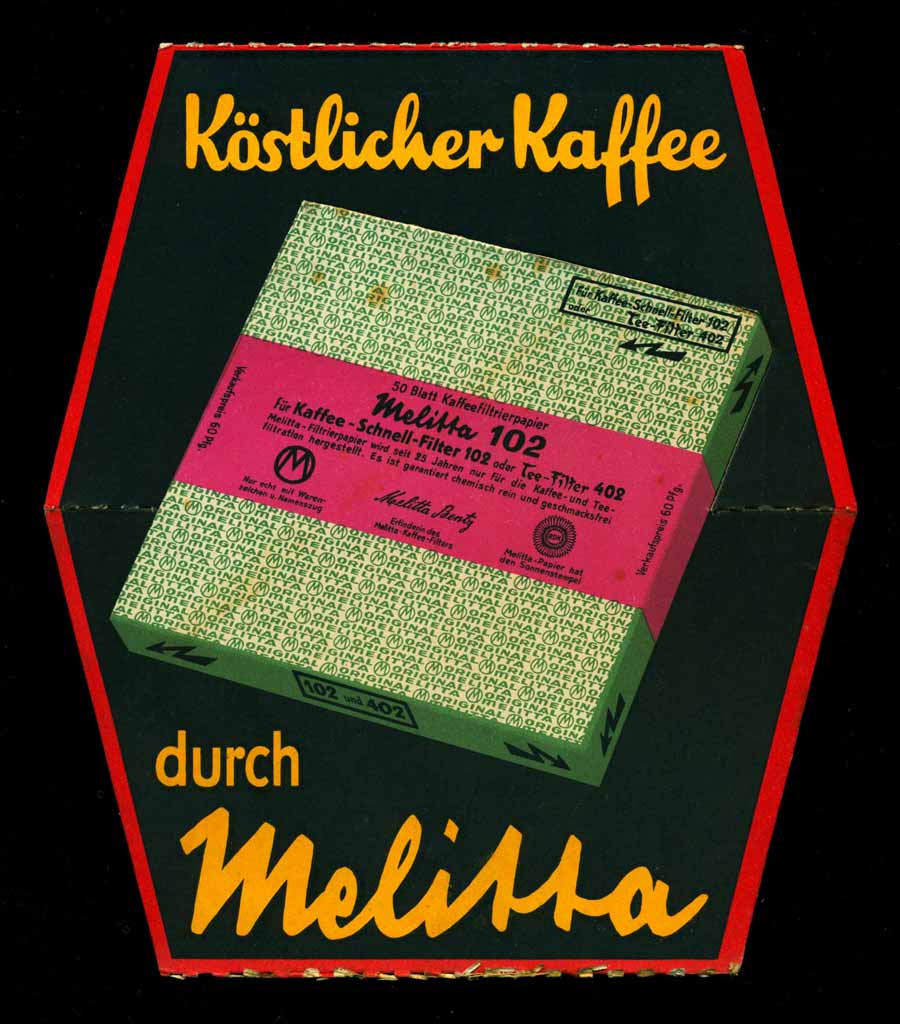 Köstlicher Kaffee
Für Kaffee-Schnell-Filter 102
oder Tee-Filter 402
50 Blatt Kaffeefiltrierpapier
Melitta 102
für Kaffee-Schnell-Filter 102 oder Tee-Filter 402
Melitta-Filtrierpapier wird seit 25 Jahren nur für die Kaffee- und Tee-
filtration hergestellt. Es ist garantiert chemisch rein und geschmacksfrei
Verkaufspreis 60 Pfg.
M
Nur echt mit Waren-
zeichen u. Namenszug
Melitta Bentz
Erfinderin des
Melitta-Kaffee-Filters
Melitta-Papier hat
den Sonnenstempel
Verkaufspreis 60 Pfg.
102 und 402
durch
Melitta